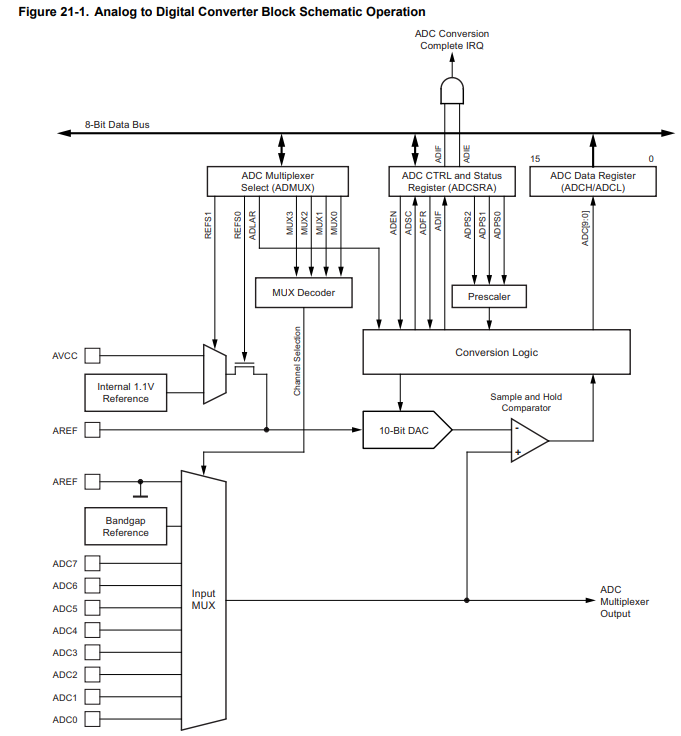 Figure 21-1. Analog to Digital Converter Block Schematic Operation
ADC Conversion
Complete IRQ
8-Bit Data Bus
ADIF
ADIE
15
0
ADC Multiplexer
Select (ADMUX)
ADC CTRL and Status
Register (ADCSRA)
ADC Data Register
(ADCH/ADCL)
REFS1
REFS0
ADLAR
MUX3
MUX2
MUX1
MUX0
ADEN
ADSC
ADFR
ADIF
ADPS2
ADPS1
ADPS0
ADC[9:0]
MUX Decoder
Prescaler
Channel Selection
Conversion Logic
AVCC
Internal 1.1V
Reference
Sample and Hold
Comparator
AREF
10-Bit DAC
-
+
AREF
Bandgap
Reference
ADC7
ADC6
ADC5
ADC4
ADC3
ADC2
ADC1
ADC0
Input
MUX
ADC
Multiplexer
Output